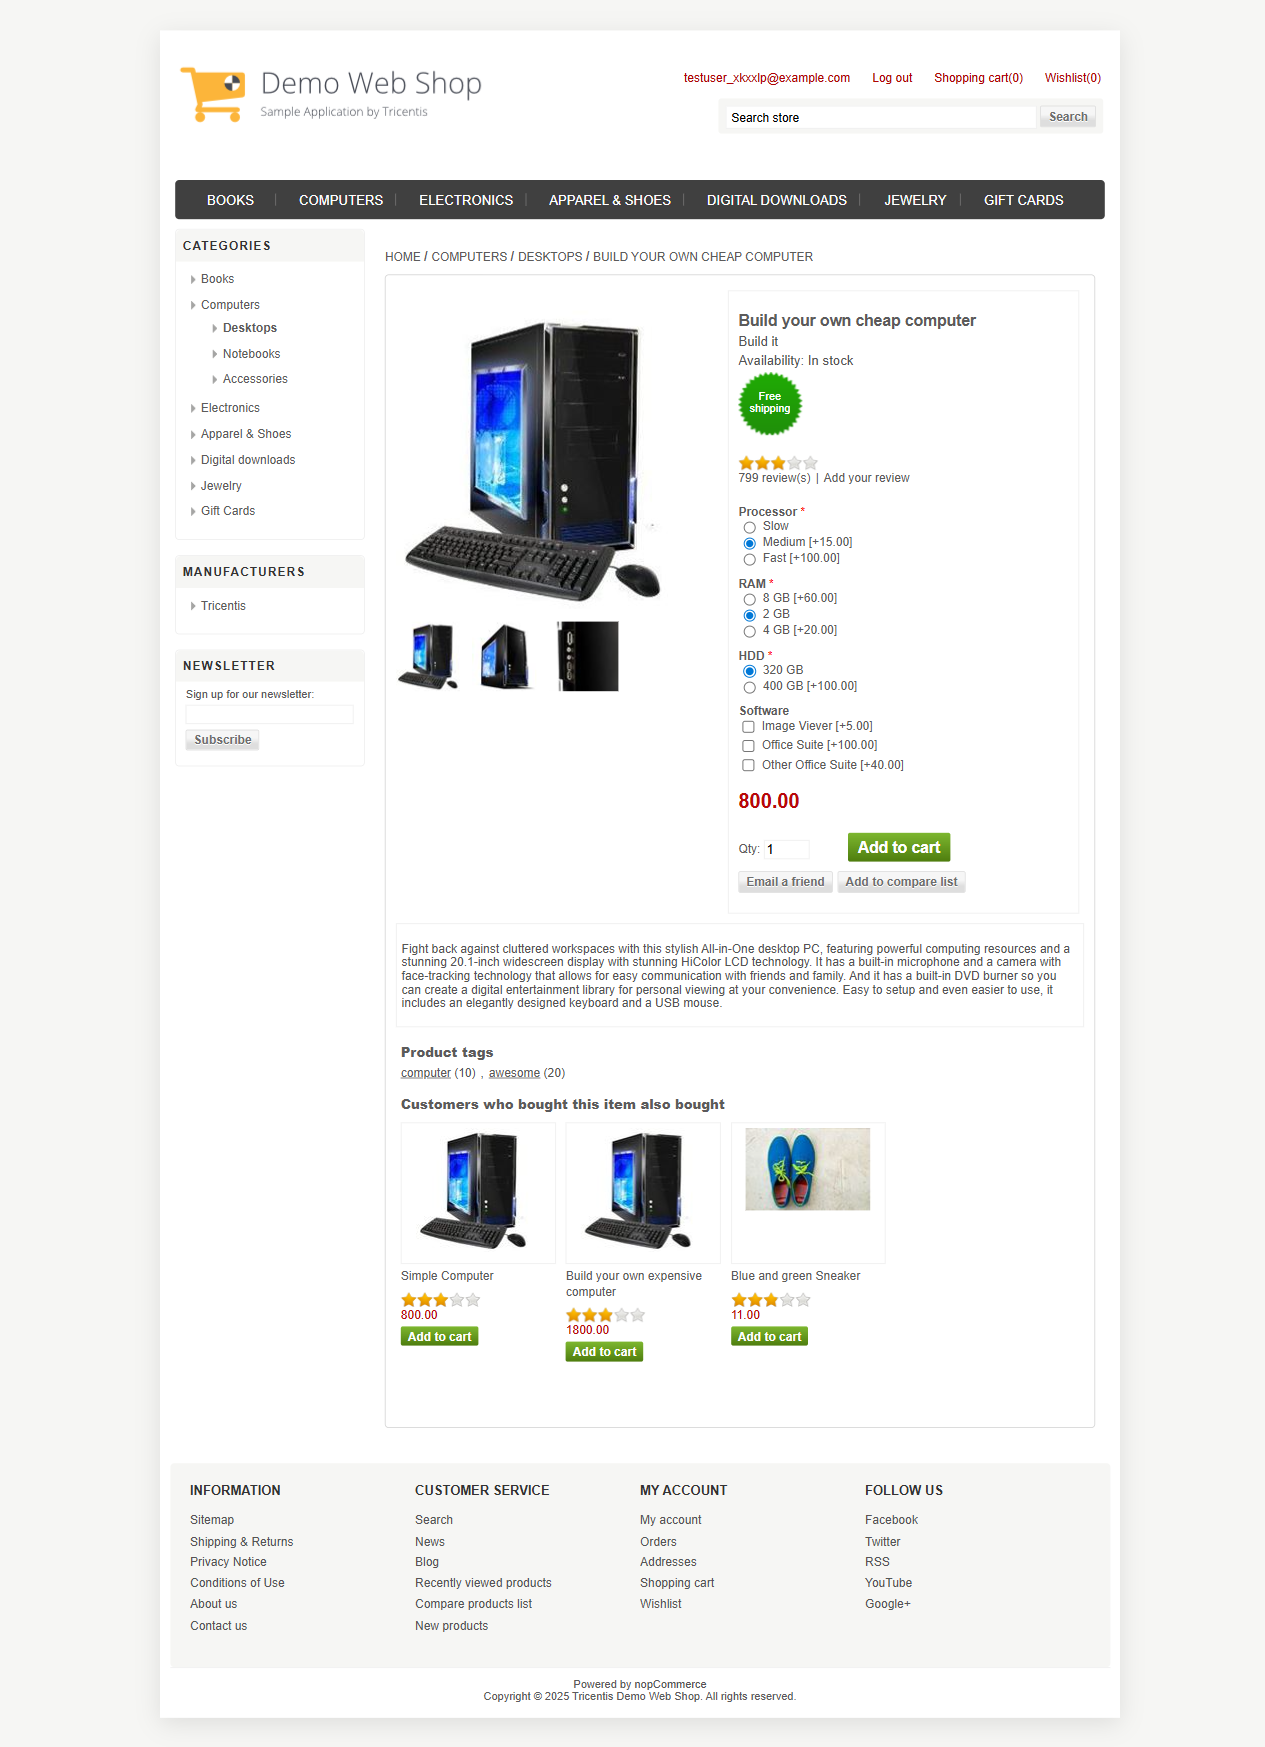 Demo Web Shop
Sample Application by Tricentis
testuser_xkxxlp@example.com Log out Shopping cart(0) Wishlist(0)
Search store Search
BOOKS COMPUTERS ELECTRONICS APPAREL & SHOES DIGITAL DOWNLOADS JEWELRY GIFT CARDS
CATEGORIES
Books
Computers
Desktops
Notebooks
Accessories
Electronics
Apparel & Shoes
Digital downloads
Jewelry
Gift Cards
MANUFACTURERS
Tricentis
NEWSLETTER
Sign up for our newsletter:
Subscribe
HOME / COMPUTERS / DESKTOPS / BUILD YOUR OWN CHEAP COMPUTER
Build your own cheap computer
Build it
Availability: In stock
Free
shipping
799 review(s) | Add your review
Processor *
Slow
Medium [+15.00]
Fast [+100.00]
RAM *
8 GB [+60.00]
2 GB
4 GB [+20.00]
HDD *
320 GB
400 GB [+100.00]
Software
Image Viever [+5.00]
Office Suite [+100.00]
Other Office Suite [+40.00]
800.00
Qty: 1 Add to cart
Email a friend Add to compare list
Fight back against cluttered workspaces with this stylish All-in-One desktop PC, featuring powerful computing resources and a
stunning 20.1-inch widescreen display with stunning HiColor LCD technology. It has a built-in microphone and a camera with
face-tracking technology that allows for easy communication with friends and family. And it has a built-in DVD burner so you
can create a digital entertainment library for personal viewing at your convenience. Easy to setup and even easier to use, it
includes an elegantly designed keyboard and a USB mouse.
Product tags
computer (10) , awesome (20)
Customers who bought this item also bought
Simple Computer
800.00
Add to cart
Build your own expensive
computer
1800.00
Add to cart
Blue and green Sneaker
11.00
Add to cart
INFORMATION
Sitemap
Shipping & Returns
Privacy Notice
Conditions of Use
About us
Contact us
CUSTOMER SERVICE
Search
News
Blog
Recently viewed products
Compare products list
New products
MY ACCOUNT
My account
Orders
Addresses
Shopping cart
Wishlist
FOLLOW US
Facebook
Twitter
RSS
YouTube
Google+
Powered by nopCommerce
Copyright © 2025 Tricentis Demo Web Shop. All rights reserved.